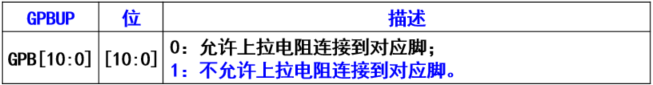 GPBUP 位 描述
GPB[10:0] [10:0] 0：允许上拉电阻连接到对应脚；
1：不允许上拉电阻连接到对应脚。